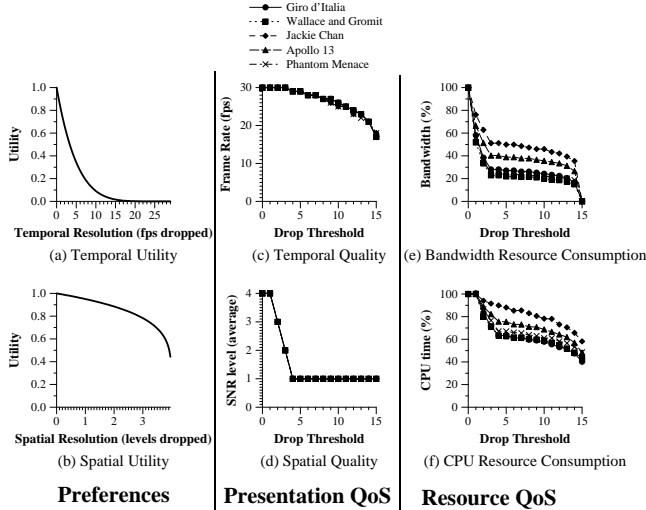 Giro d'Italia
Wallace and Gromit
Jackie Chan
Apollo 13
Phantom Menace
1.0
0.8
0.6
0.4
0.2
0.0
Utility
0 5 10 15 20 25
Temporal Resolution (fps dropped)
(a) Temporal Utility
30
20
10
0
Frame Rate (fps)
0 5 10 15
Drop Threshold
(c) Temporal Quality
100
80
60
40
20
0
Bandwidth (%)
0 5 10 15
Drop Threshold
(e) Bandwidth Resource Consumption
1.0
0.8
0.6
0.4
0.2
0.0
Utility
0 1 2 3
Spatial Resolution (levels dropped)
(b) Spatial Utility
4
3
2
1
0
SNR level (average)
0 5 10 15
Drop Threshold
(d) Spatial Quality
100
80
60
40
20
0
CPU time (%)
0 5 10 15
Drop Threshold
(f) CPU Resource Consumption
Preferences
Presentation QoS
Resource QoS